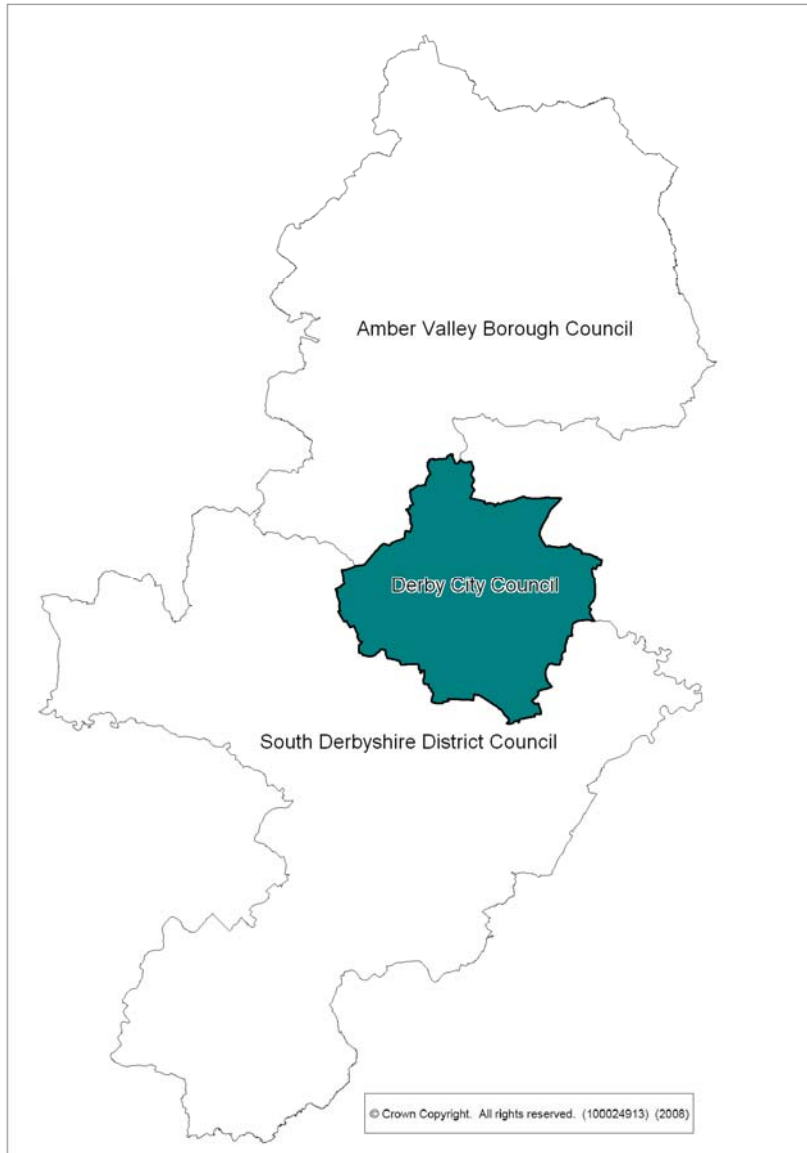 Amber Valley Borough Council
Derby City Council
South Derbyshire District Council
© Crown Copyright. All rights reserved. (100024913) (2008)